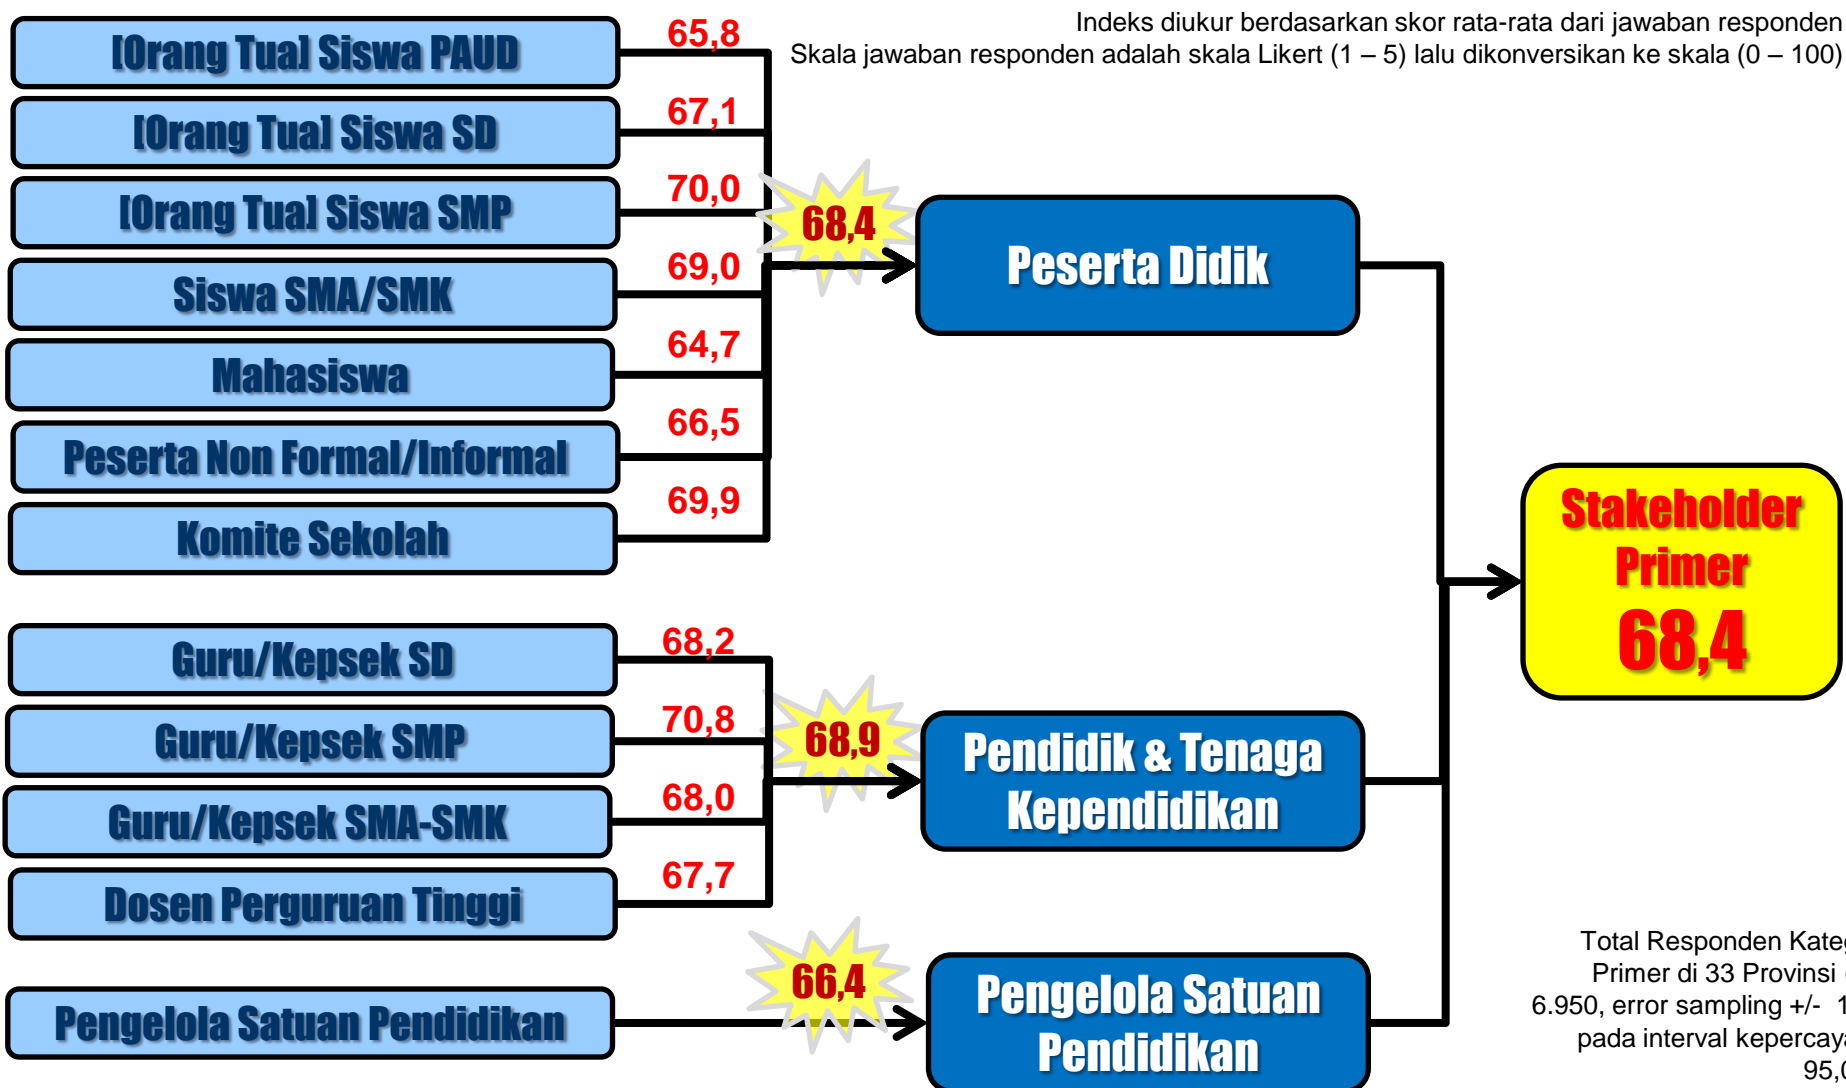 Indeks diukur berdasarkan skor rata-rata dari jawaban responden
Skala jawaban responden adalah skala Likert (1 – 5) lalu dikonversikan ke skala (0 – 100)
[Orang Tua] Siswa PAUD
65,8
[Orang Tua] Siswa SD
67,1
[Orang Tua] Siswa SMP
70,0
Siswa SMA/SMK
69,0
Mahasiswa
64,7
Peserta Non Formal/Informal
66,5
Komite Sekolah
69,9
68,4
Peserta Didik
Guru/Kepsek SD
68,2
Guru/Kepsek SMP
70,8
Guru/Kepsek SMA-SMK
68,0
Dosen Perguruan Tinggi
67,7
68,9
Pendidik & Tenaga
Kependidikan
Pengelola Satuan Pendidikan
66,4
Pengelola Satuan
Pendidikan
Stakeholder
Primer
68,4
Total Responden
Primer di 33 Provinsi
6.950, error sampling +/-
pada interval